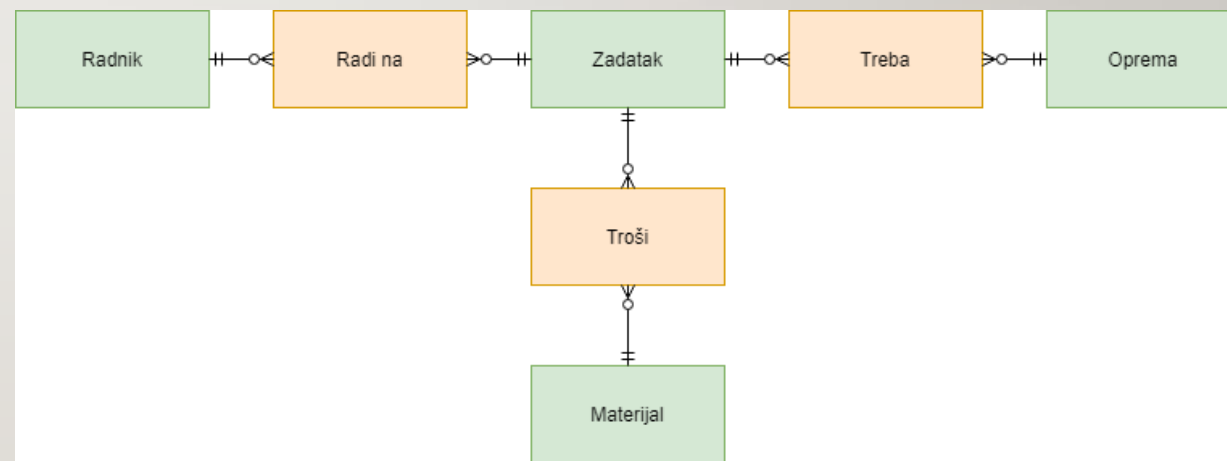 Radnik
Radi na
Zadatak
Treba
Oprema
Troši
Materijal